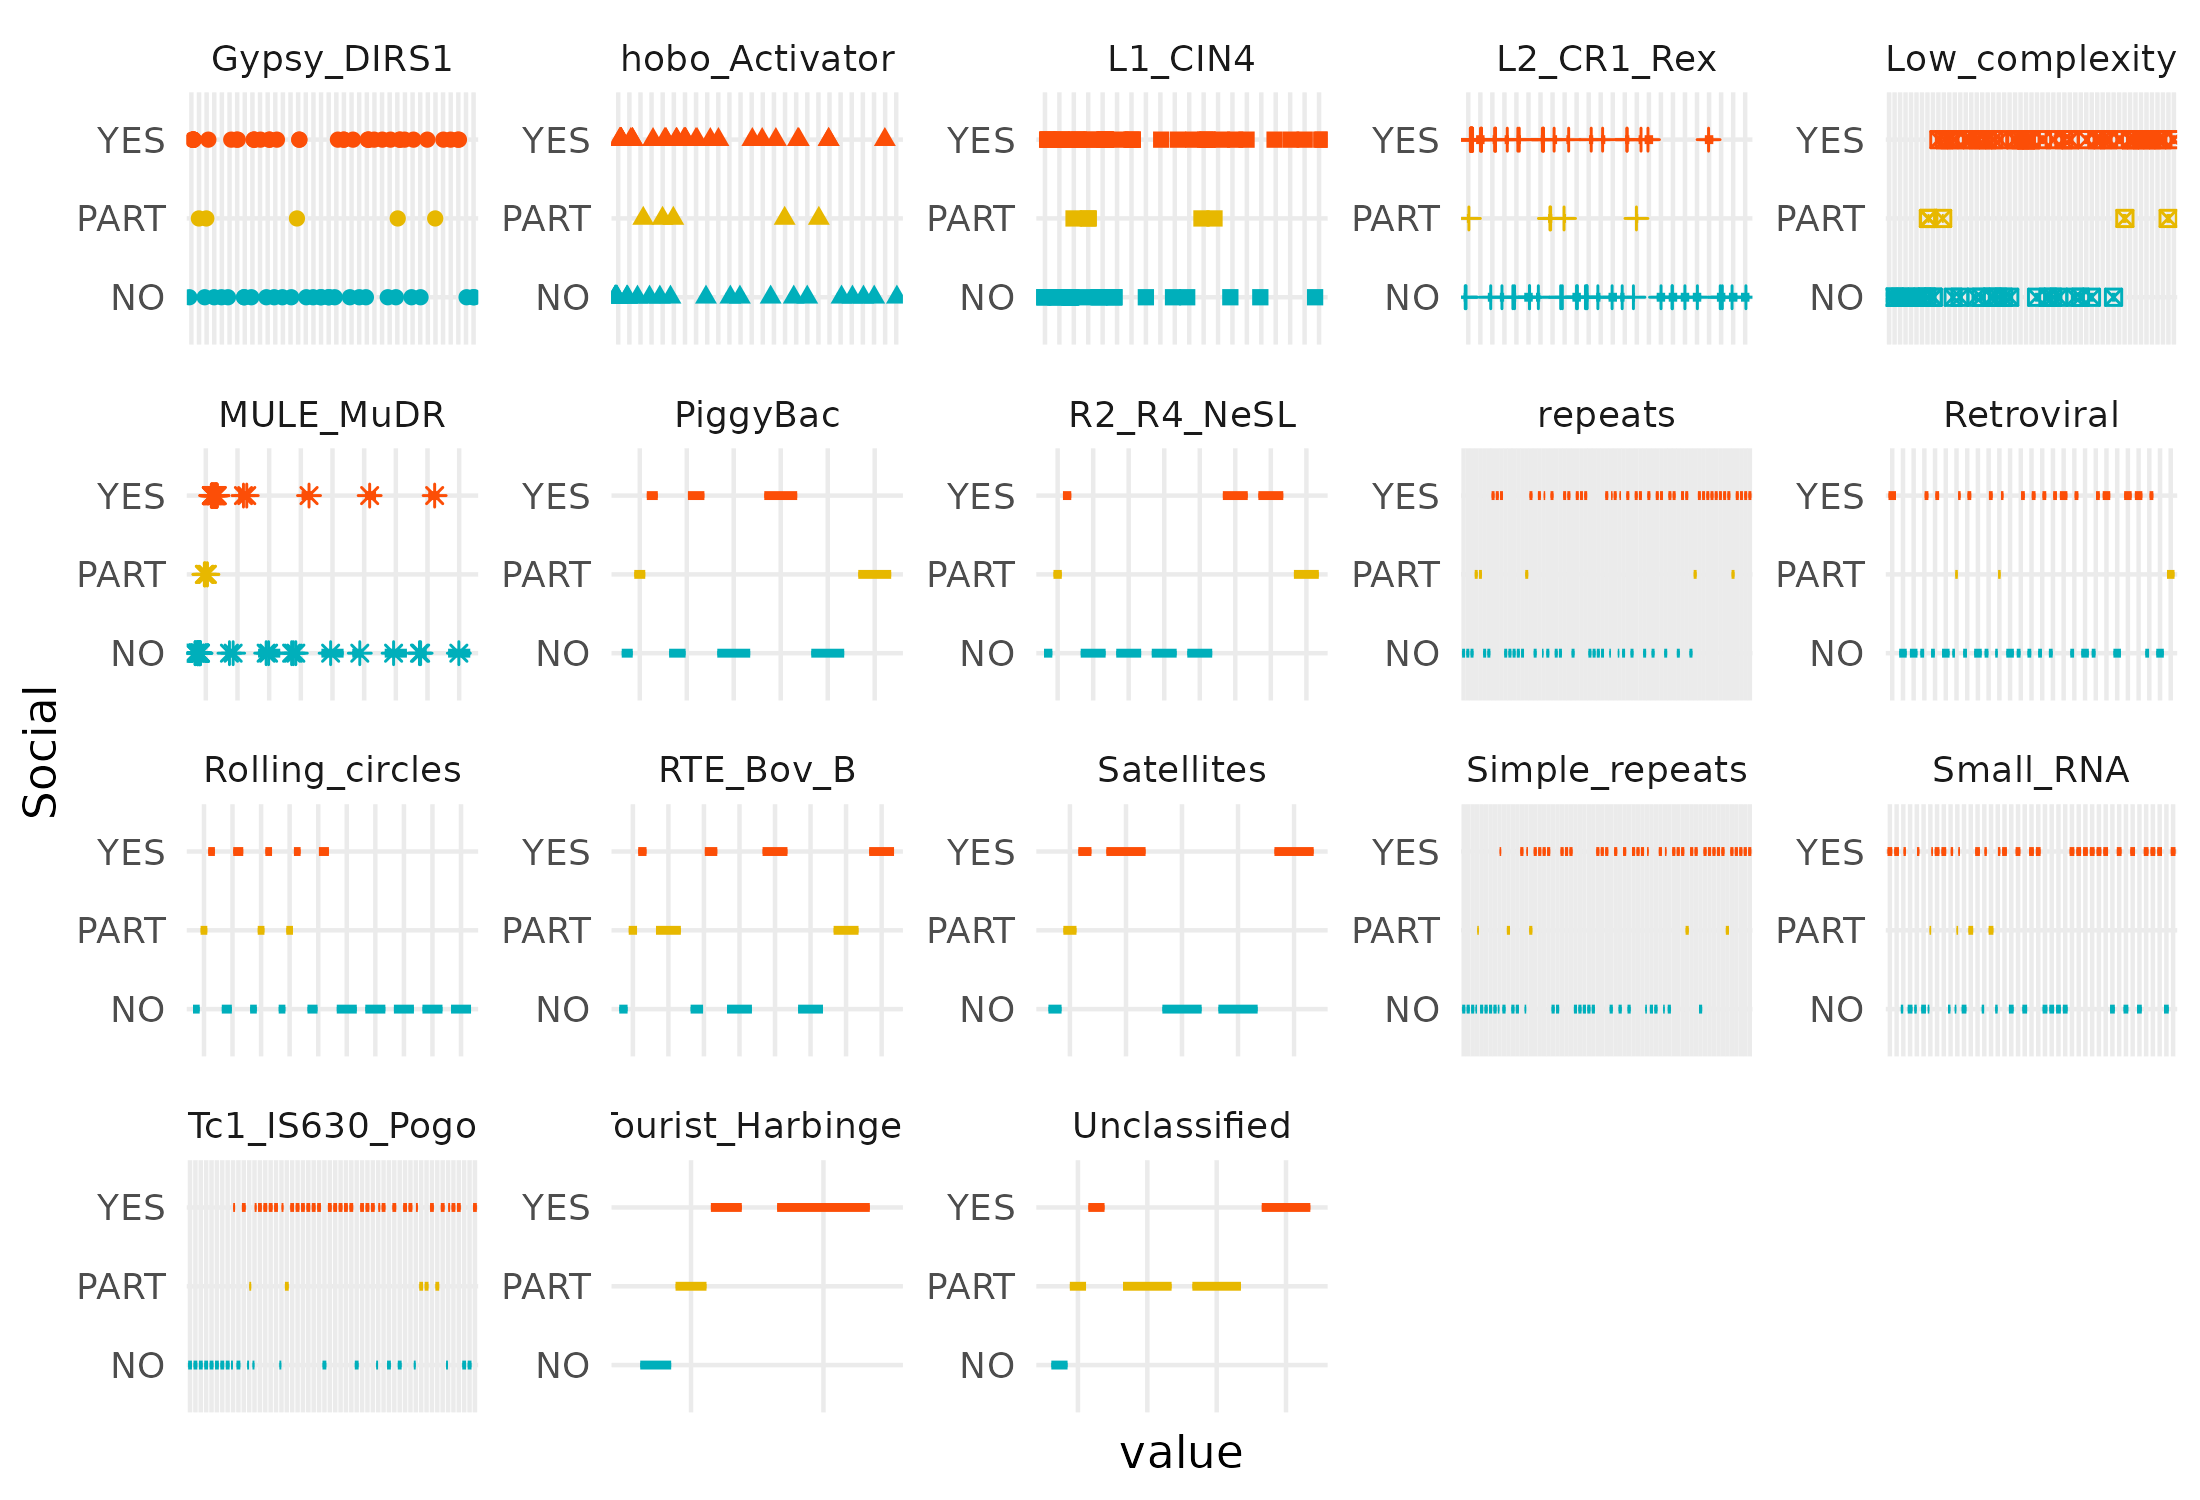 Gypsy_DIRS1 hobo_Activator L1_CIN4 L2_CR1_Rex Low_complexity
YES YES YES YES YES
PART PART PART PART PART
NO NO NO NO NO
MULE_MuDR PiggyBac R2_R4_NeSL repeats Retroviral
YES YES YES YES YES
PART PART PART PART PART
NO NO NO NO NO
Social
Rolling_circles RTE_Bov_B Satellites Simple_repeats Small_RNA
YES YES YES YES YES
PART PART PART PART PART
NO NO NO NO NO
Tc1_IS630_Pogo Tourist_Harbinge Unclassified
YES YES YES
PART PART PART
NO NO NO
value